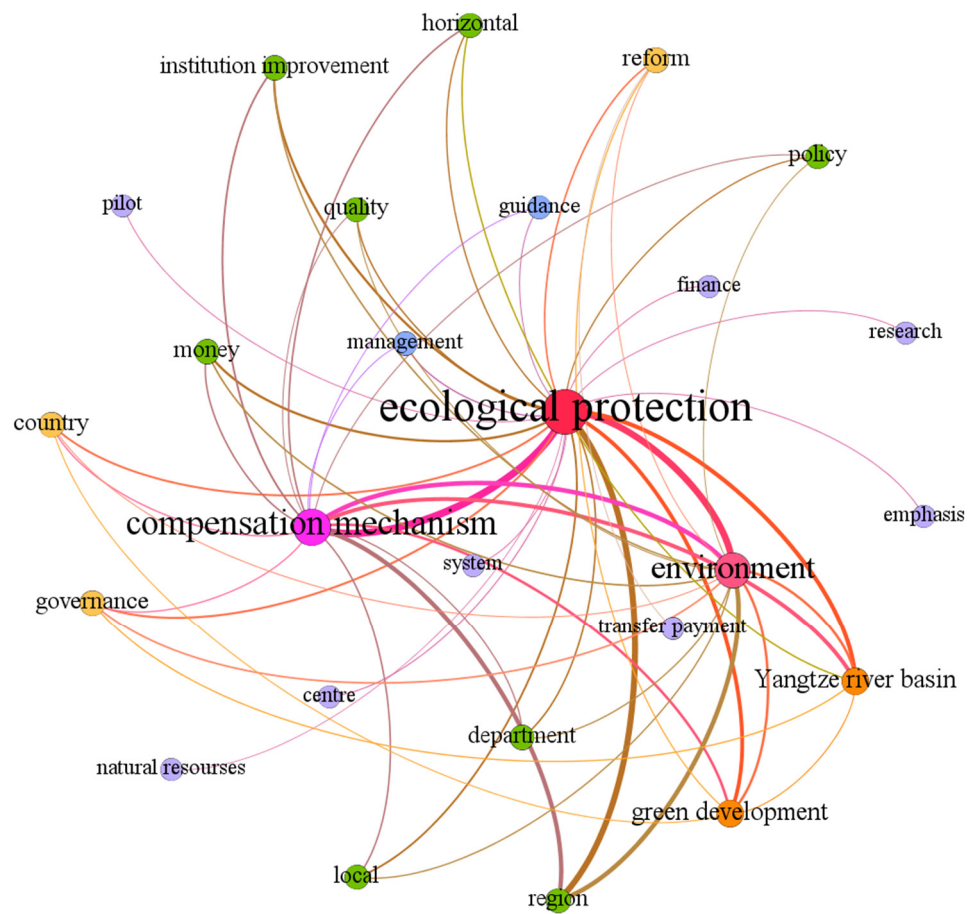 horizontal
institution improvement
reform
policy
pilot
quality
guidance
finance
research
money
management
ecological protection
country
compensation mechanism
emphasis
system
environment
governance
transfer payment
Yangtze river basin
centre
department
natural resourses
green development
local
region